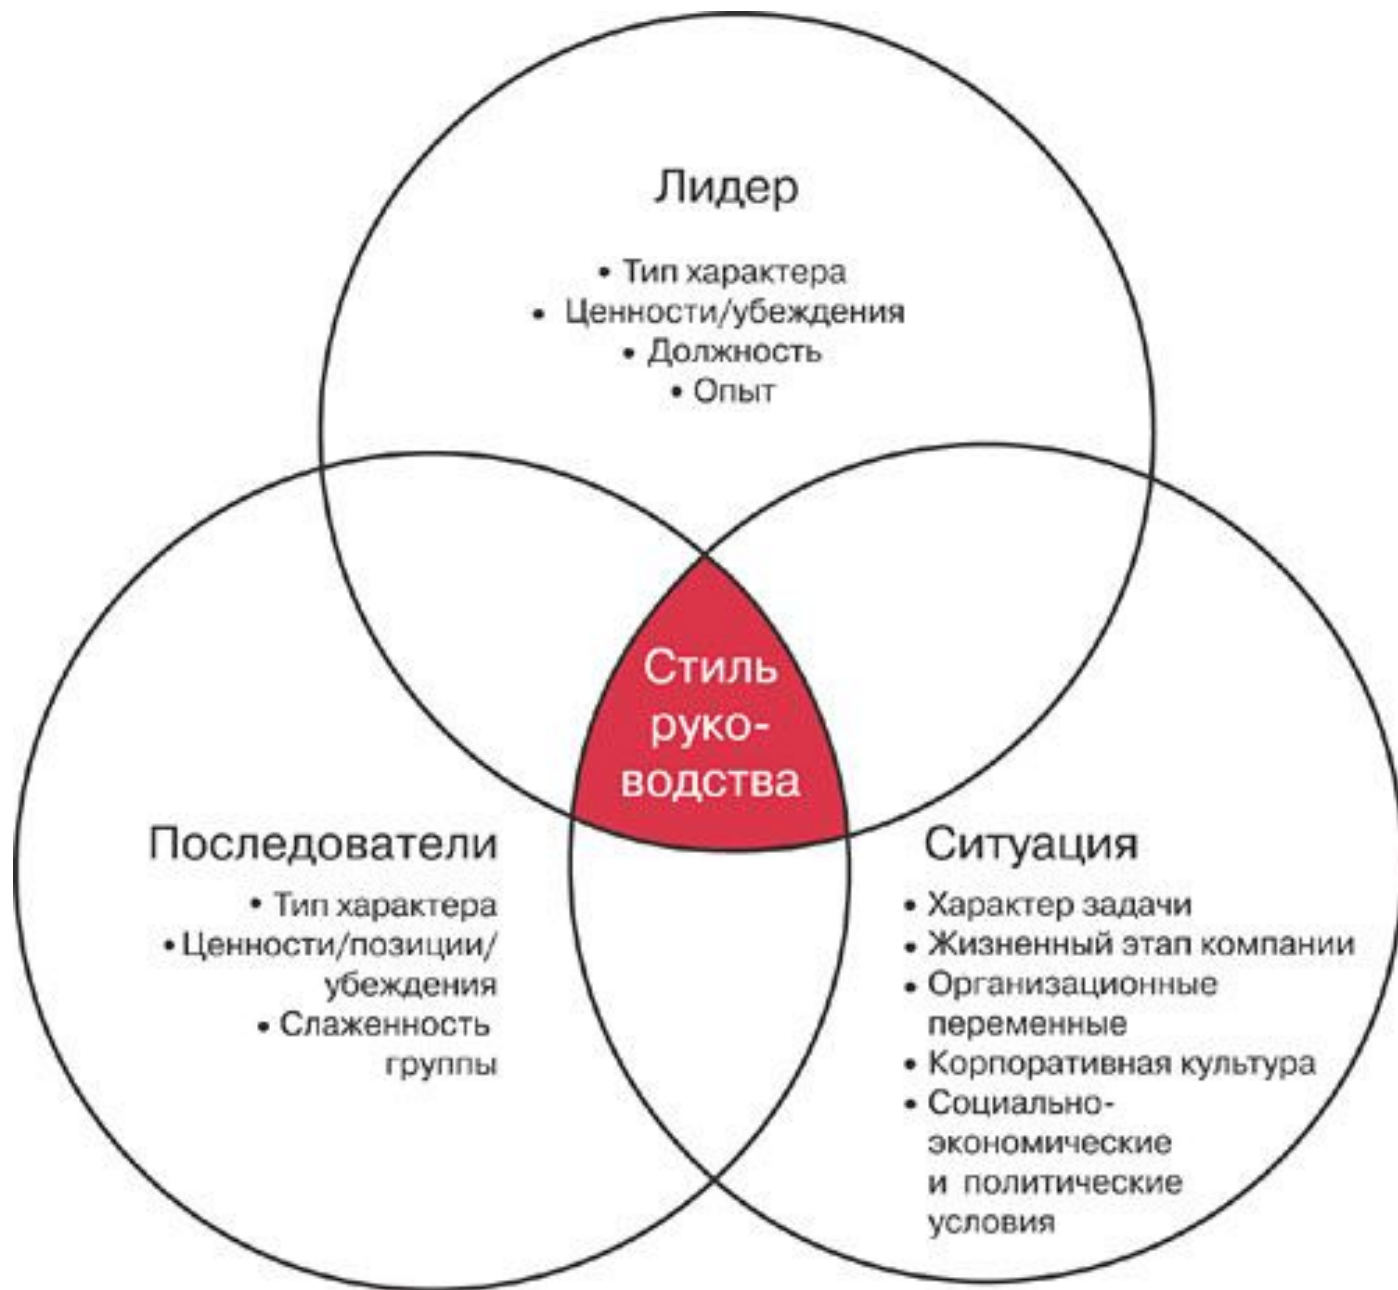 Лидер
• Тип характера
• Ценности/убеждения
• Должность
• Опыт
Стиль
руко-
водства
Последователи
• Тип характера
• Ценности/позиции/
убеждения
• Слаженность
группы
Ситуация
• Характер задачи
• Жизненный этап компании
• Организационные
переменные
• Корпоративная культура
• Социально-
экономические
и политические
условия